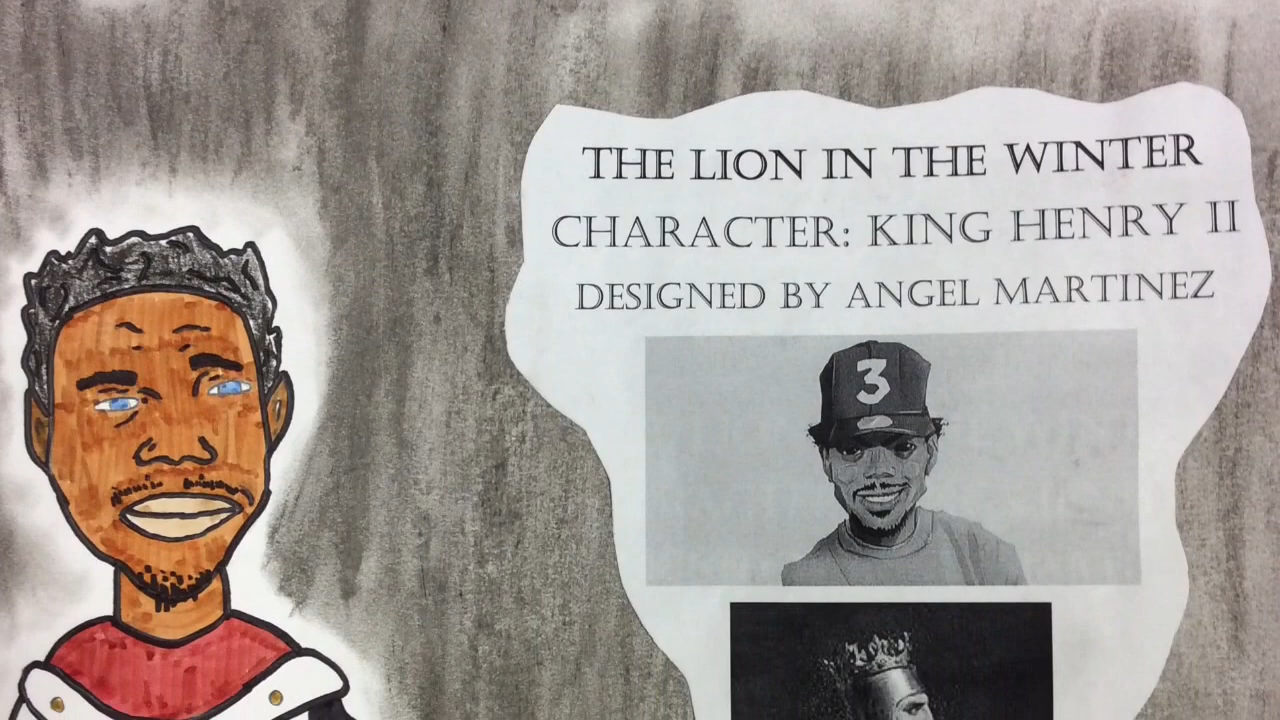 THE LION IN THE WINTER
CHARACTER: KING HENRY II
DESIGNED BY ANGEL MARTINEZ
3